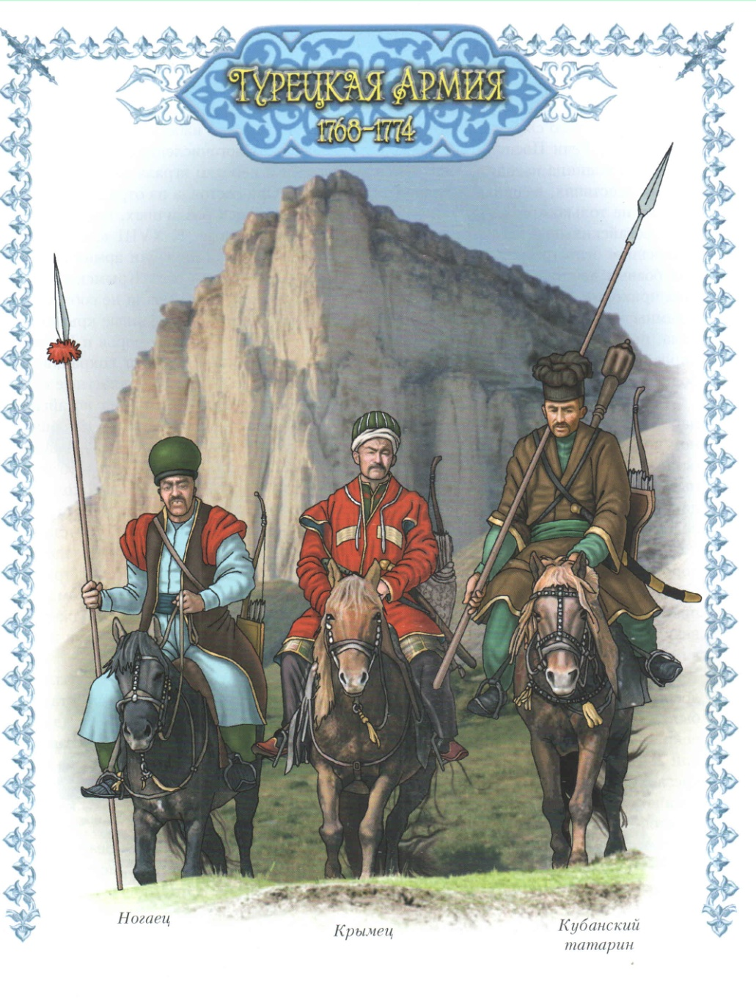 Турецкая Армия
1768-1774
Ногаец
Крымец
Кубанский
татарин